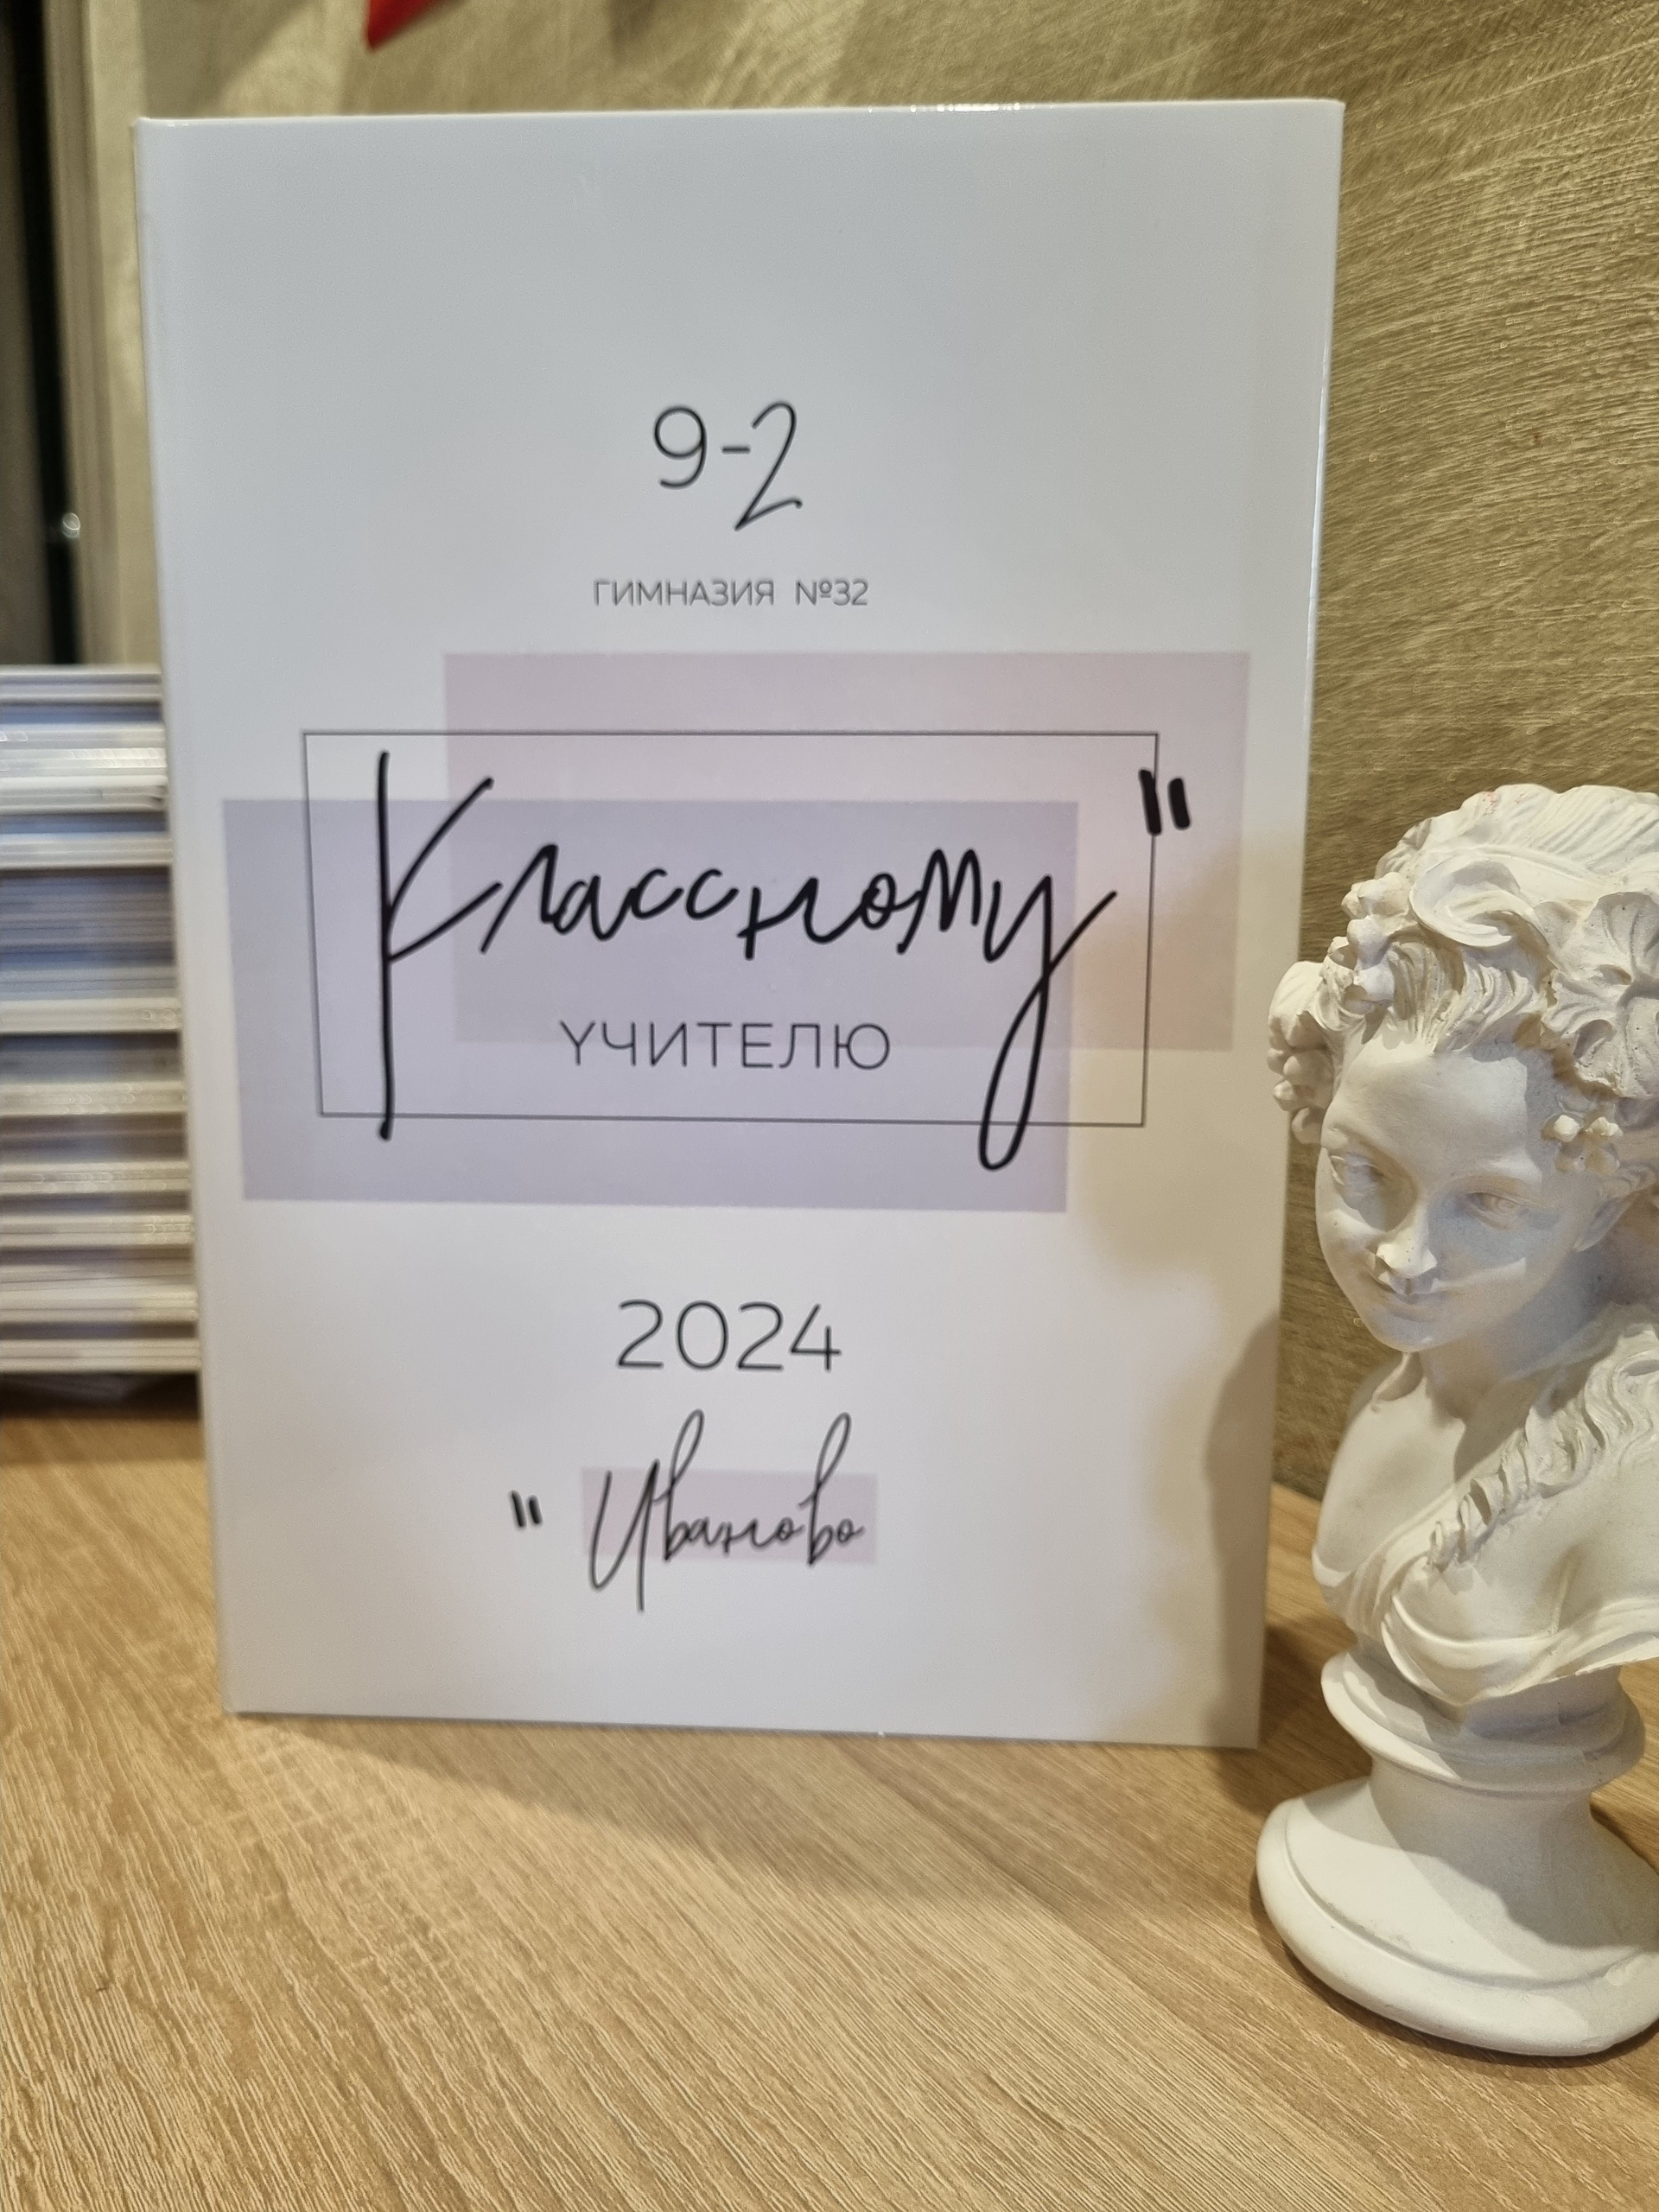 9-2
ГИМНАЗИЯ №32
Классному"
УЧИТЕЛЮ
2024
" Иваново